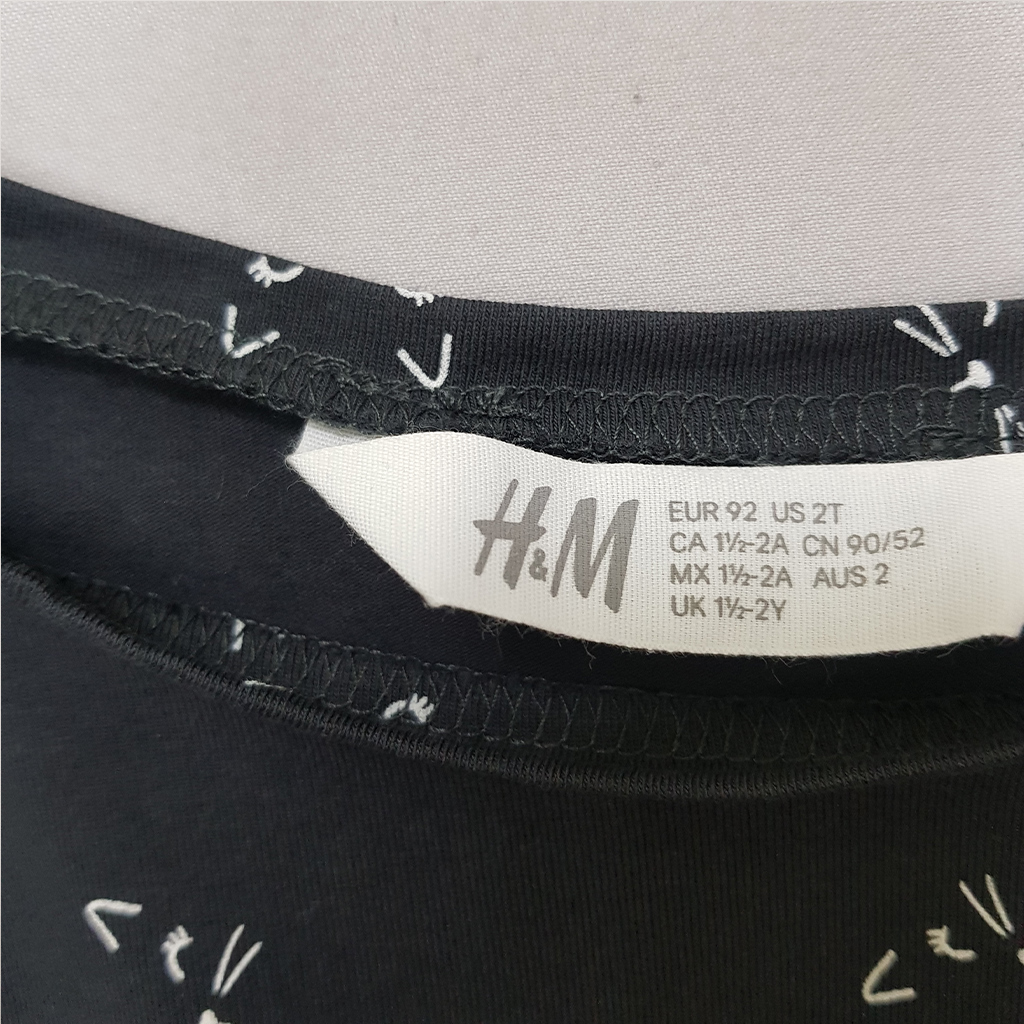 H&M
EUR 92 US 2T
CA 1½-2A CN 90/52
MX 1½-2A AUS 2
UK 1½-2Y